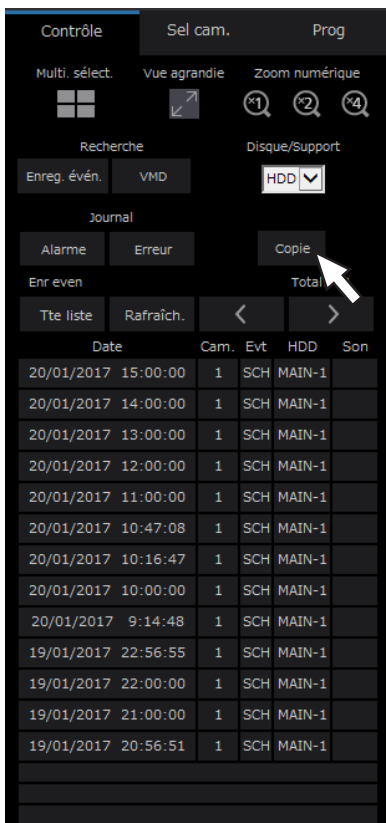 Contrôle Sel cam. Prog
Multi. sélect. Vue agrandie Zoom numérique
×1 ×2 ×4
Recherche Disque/Support
Enreg. évén. VMD HDD
Journal
Alarme Erreur Copie
Enr even Total
Tte liste Rafraîch. < >
Date Cam. Evt HDD Son
20/01/2017 15:00:00 1 SCH MAIN-1
20/01/2017 14:00:00 1 SCH MAIN-1
20/01/2017 13:00:00 1 SCH MAIN-1
20/01/2017 12:00:00 1 SCH MAIN-1
20/01/2017 11:00:00 1 SCH MAIN-1
20/01/2017 10:47:08 1 SCH MAIN-1
20/01/2017 10:16:47 1 SCH MAIN-1
20/01/2017 10:00:00 1 SCH MAIN-1
20/01/2017 9:14:48 1 SCH MAIN-1
19/01/2017 22:56:55 1 SCH MAIN-1
19/01/2017 22:00:00 1 SCH MAIN-1
19/01/2017 21:00:00 1 SCH MAIN-1
19/01/2017 20:56:51 1 SCH MAIN-1